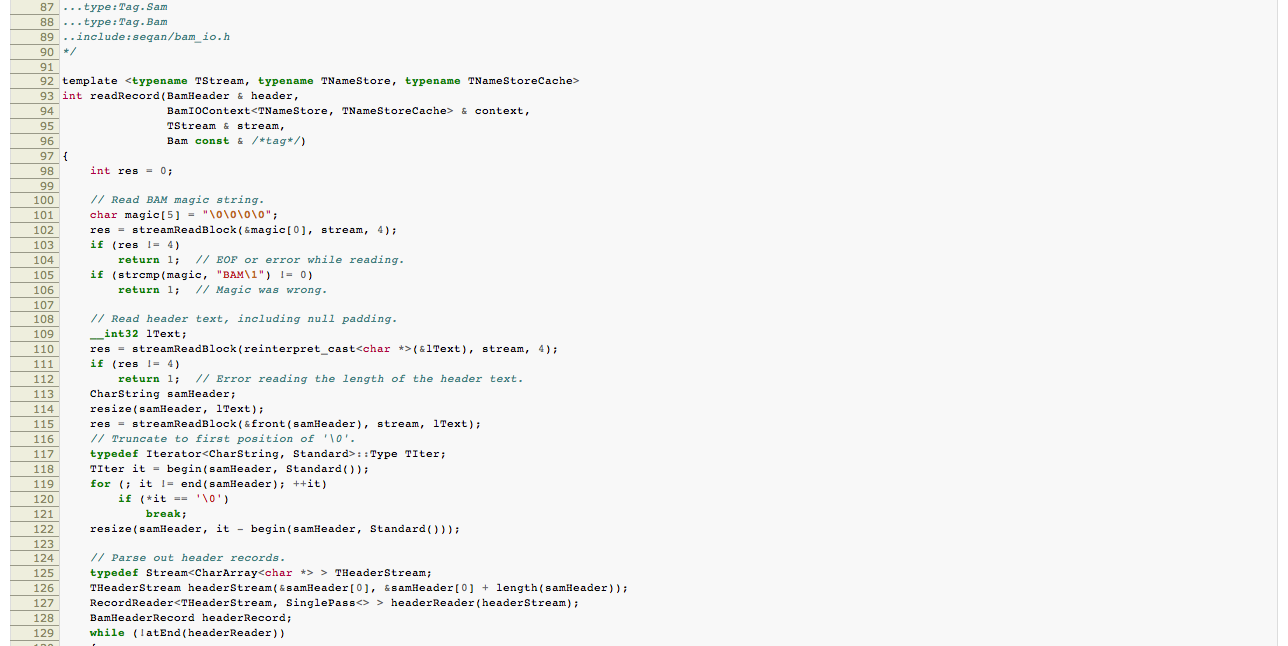 87 ...type:Tag.Sam
88 ...type:Tag.Bam
89 ..include:seqan/bam_io.h
90 */
91
92 template <typename TStream, typename TNameStore, typename TNameStoreCache>
93 int readRecord(BamHeader & header,
94                BamIOContext<TNameStore, TNameStoreCache> & context,
95                TStream & stream,
96                Bam const & /*tag*/)
97 {
98     int res = 0;
99
100     // Read BAM magic string.
101     char magic[5] = "\0\0\0\0";
102     res = streamReadBlock(&magic[0], stream, 4);
103     if (res != 4)
104         return 1;  // EOF or error while reading.
105     if (strcmp(magic, "BAM\1") != 0)
106         return 1;  // Magic was wrong.
107
108     // Read header text, including null padding.
109     __int32 lText;
110     res = streamReadBlock(reinterpret_cast<char *>(&lText), stream, 4);
111     if (res != 4)
112         return 1;  // Error reading the length of the header text.
113     CharString samHeader;
114     resize(samHeader, lText);
115     res = streamReadBlock(&front(samHeader), stream, lText);
116     // Truncate to first position of '\0'.
117     typedef Iterator<CharString, Standard>::Type TIter;
118     TIter it = begin(samHeader, Standard());
119     for (; it != end(samHeader); ++it)
120         if (*it == '\0')
121             break;
122     resize(samHeader, it - begin(samHeader, Standard()));
123
124     // Parse out header records.
125     typedef Stream<CharArray<char *> > THeaderStream;
126     THeaderStream headerStream(&samHeader[0], &samHeader[0] + length(samHeader));
127     RecordReader<THeaderStream, SinglePass<> > headerReader(headerStream);
128     BamHeaderRecord headerRecord;
129     while (!atEnd(headerReader))